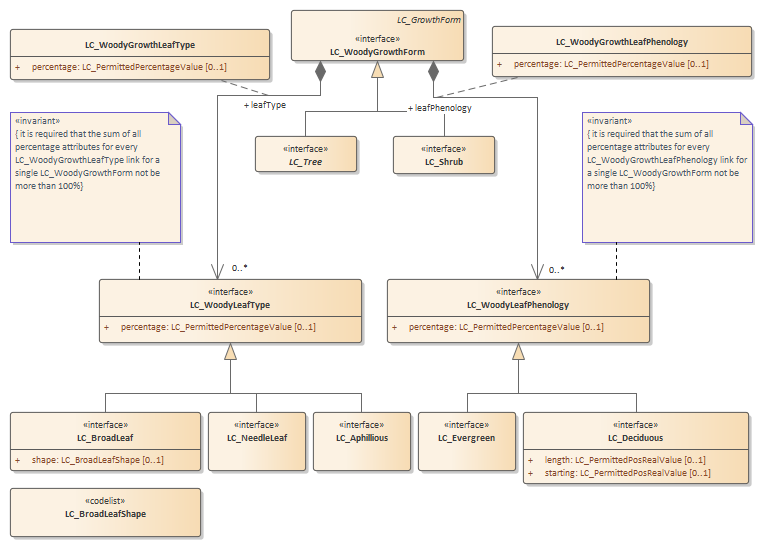 LC_GrowthForm
«interface»
LC_WoodyGrowthForm
LC_WoodyGrowthLeafType
+ percentage: LC_PermittedPercentageValue [0..1]
LC_WoodyGrowthLeafPhenology
+ percentage: LC_PermittedPercentageValue [0..1]
+ leafType
+ leafPhenology
«invariant»
{ it is required that the sum of all
percentage attributes for every
LC_WoodyGrowthLeafType link for a
single LC_WoodyGrowthForm not be
more than 100%}
«interface»
LC_Tree
«interface»
LC_Shrub
«invariant»
{ it is required that the sum of all
percentage attributes for every
LC_WoodyGrowthLeafPhenology link for
a single LC_WoodyGrowthForm not be
more than 100%}
0..*
0..*
«interface»
LC_WoodyLeafType
+ percentage: LC_PermittedPercentageValue [0..1]
«interface»
LC_WoodyLeafPhenology
+ percentage: LC_PermittedPercentageValue [0..1]
«interface»
LC_BroadLeaf
+ shape: LC_BroadLeafShape [0..1]
«interface»
LC_NeedleLeaf
«interface»
LC_Aphillious
«interface»
LC_Evergreen
«interface»
LC_Deciduous
+ length: LC_PermittedPosRealValue [0..1]
+ starting: LC_PermittedPosRealValue [0..1]
«codelist»
LC_BroadLeafShape